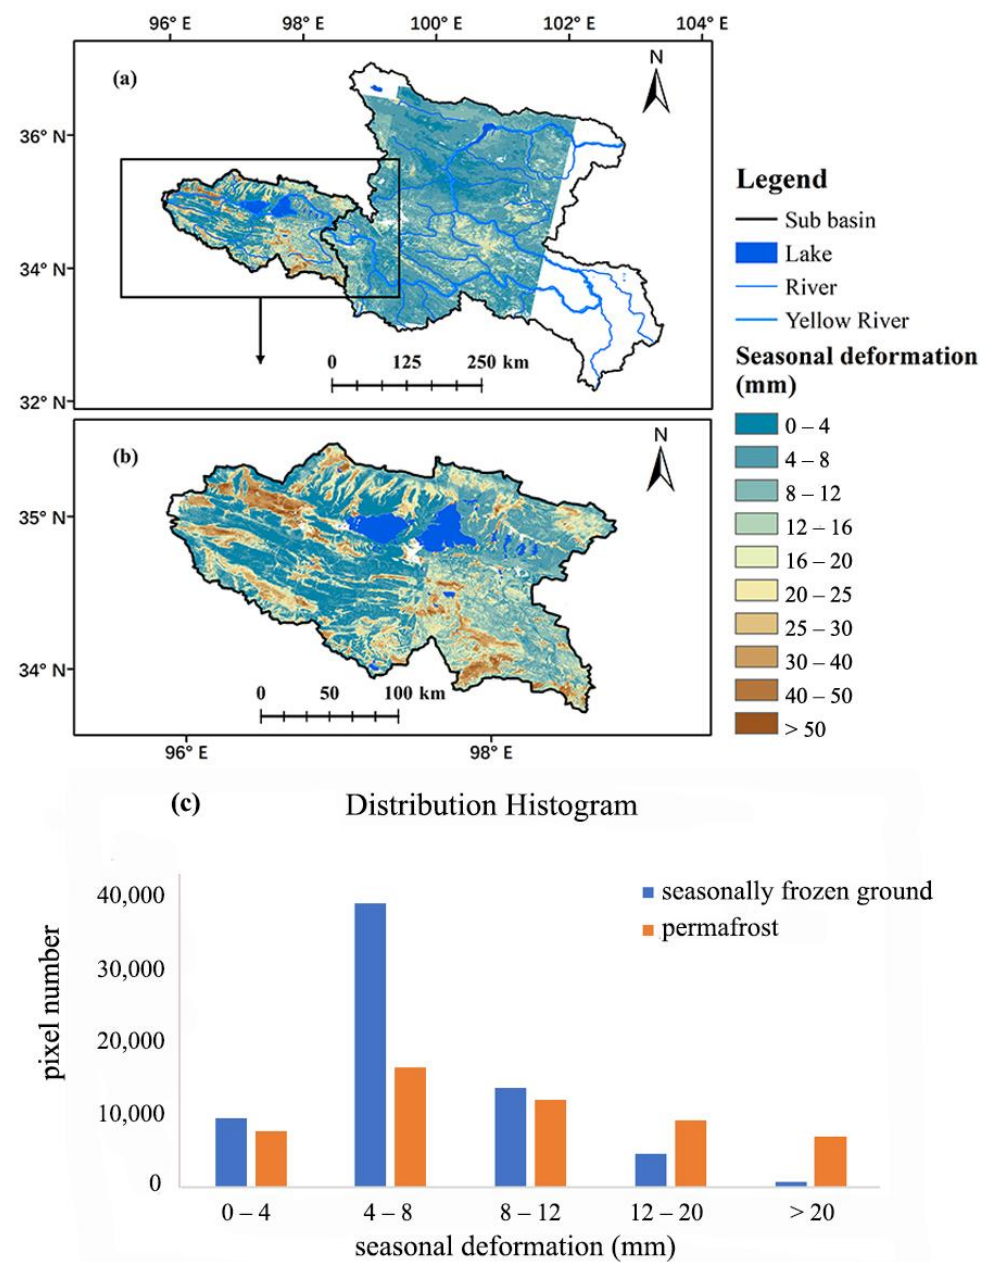 96° E 98° E 100° E 102° E 104° E
(a)
N
36° N
34° N
32° N
0 125 250 km
Legend
Sub basin
Lake
River
Yellow River
Seasonal deformation
(mm)
0 – 4
4 – 8
8 – 12
12 – 16
16 – 20
20 – 25
25 – 30
30 – 40
40 – 50
> 50
(b)
N
35° N
34° N
0 50 100 km
96° E 98° E
(c) Distribution Histogram
seasonally frozen ground
permafrost
pixel number
40,000
30,000
20,000
10,000
0
0 – 4 4 – 8 8 – 12 12 – 20 > 20
seasonal deformation (mm)